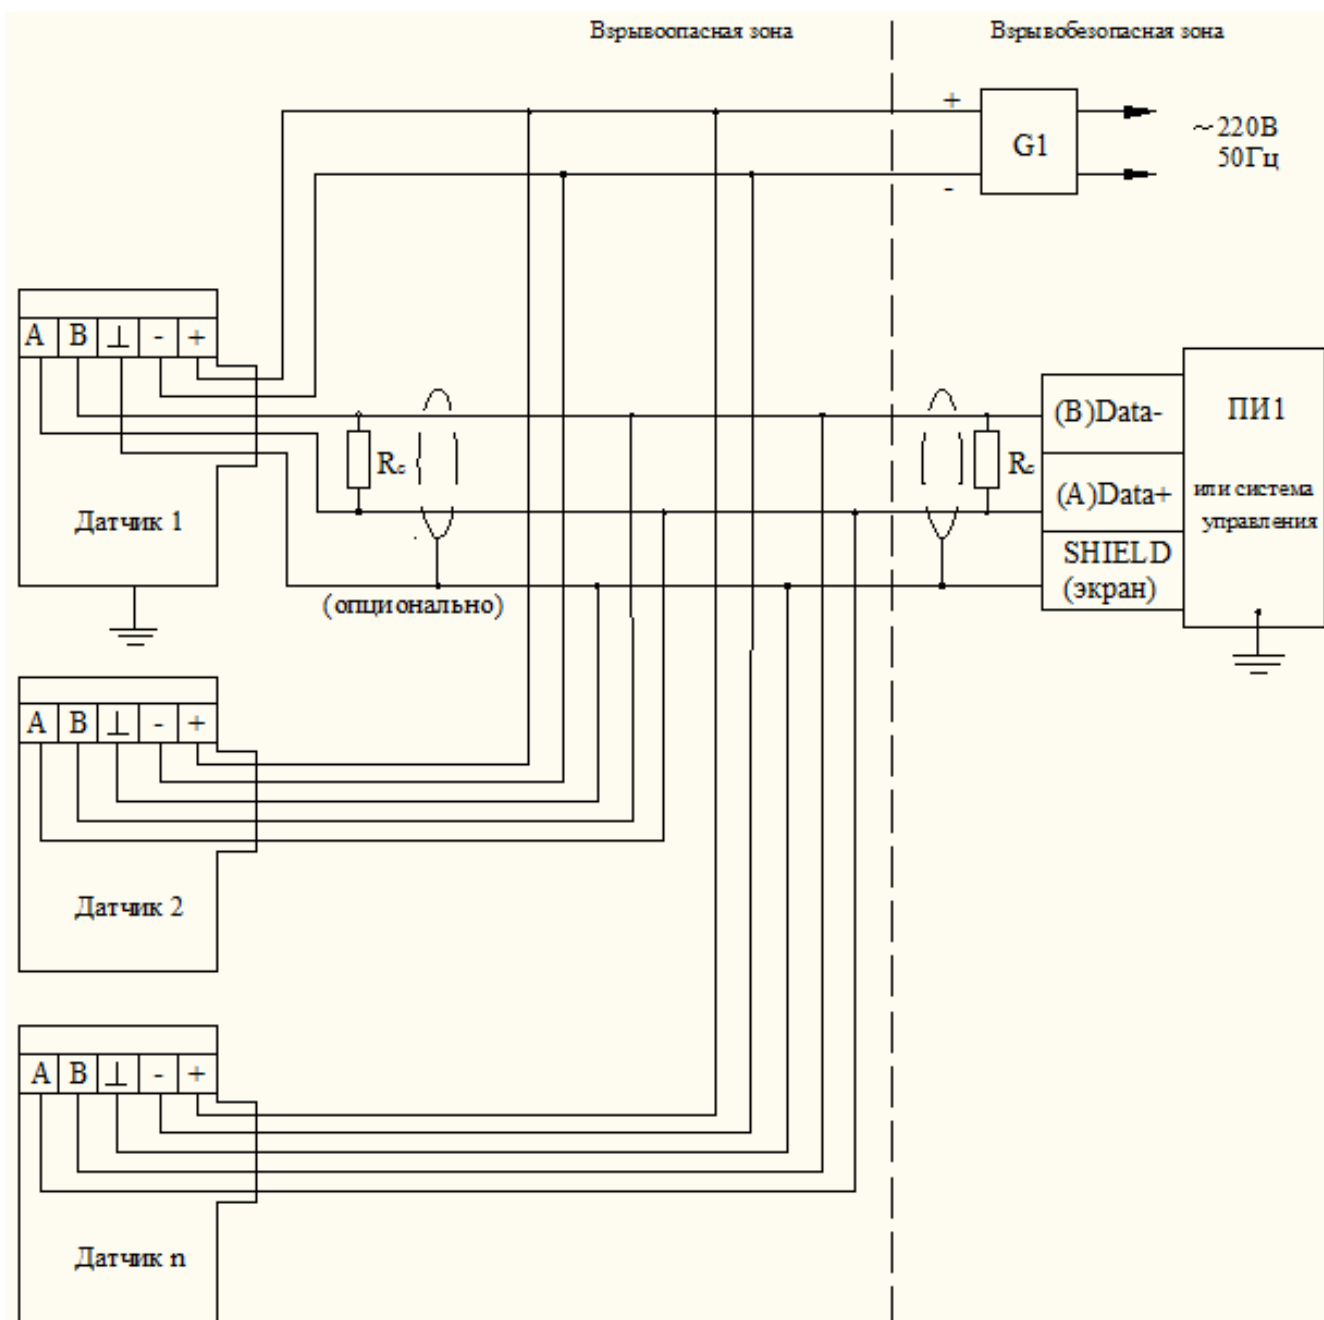 Взрывоопасная зона
Взрывобезопасная зона
+
G1
-
~220В
50Гц
A B ⊥ - +
Датчик 1
Rc
(опционально)
Rc
(B)Data-
(A)Data+
SHIELD
(экран)
ПИ1
или система
управления
A B ⊥ - +
Датчик 2
A B ⊥ - +
Датчик n